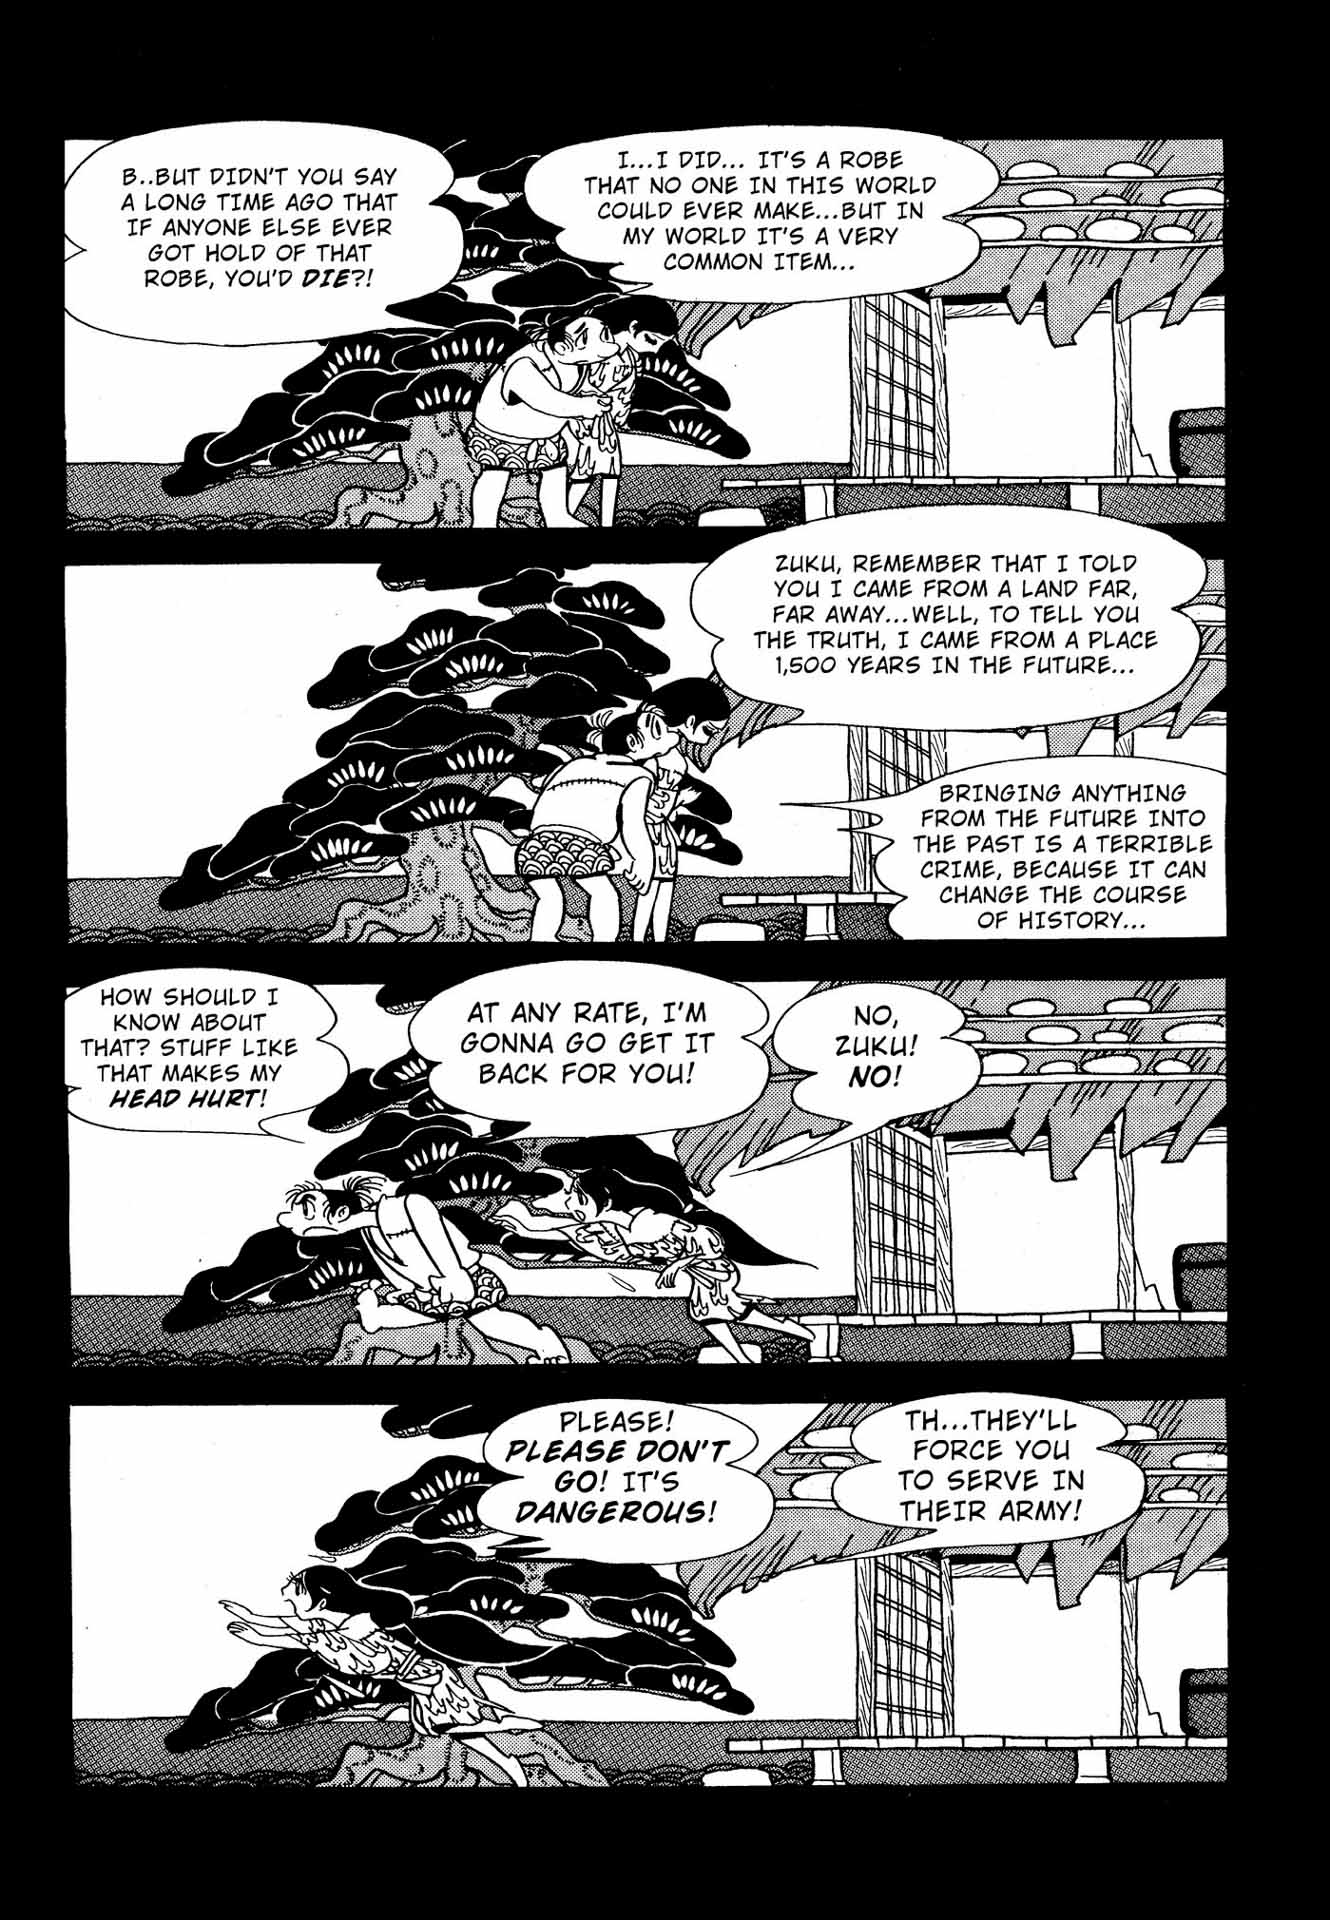 B..BUT DIDN'T YOU SAY
A LONG TIME AGO THAT
IF ANYONE ELSE EVER
GOT HOLD OF THAT
ROBE, YOU'D DIE?!
I...I DID... IT'S A ROBE
THAT NO ONE IN THIS WORLD
COULD EVER MAKE...BUT IN
MY WORLD IT'S A VERY
COMMON ITEM...
ZUKU, REMEMBER THAT I TOLD
YOU I CAME FROM A LAND FAR,
FAR AWAY...WELL, TO TELL YOU
THE TRUTH, I CAME FROM A PLACE
1,500 YEARS IN THE FUTURE...
BRINGING ANYTHING
FROM THE FUTURE INTO
THE PAST IS A TERRIBLE
CRIME, BECAUSE IT CAN
CHANGE THE COURSE
OF HISTORY...
HOW SHOULD I
KNOW ABOUT
THAT? STUFF LIKE
THAT MAKES MY
HEAD HURT!
AT ANY RATE, I'M
GONNA GO GET IT
BACK FOR YOU!
NO,
ZUKU!
NO!
PLEASE!
PLEASE DON'T
GO! IT'S
DANGEROUS!
TH...THEY'LL
FORCE YOU
TO SERVE IN
THEIR ARMY!